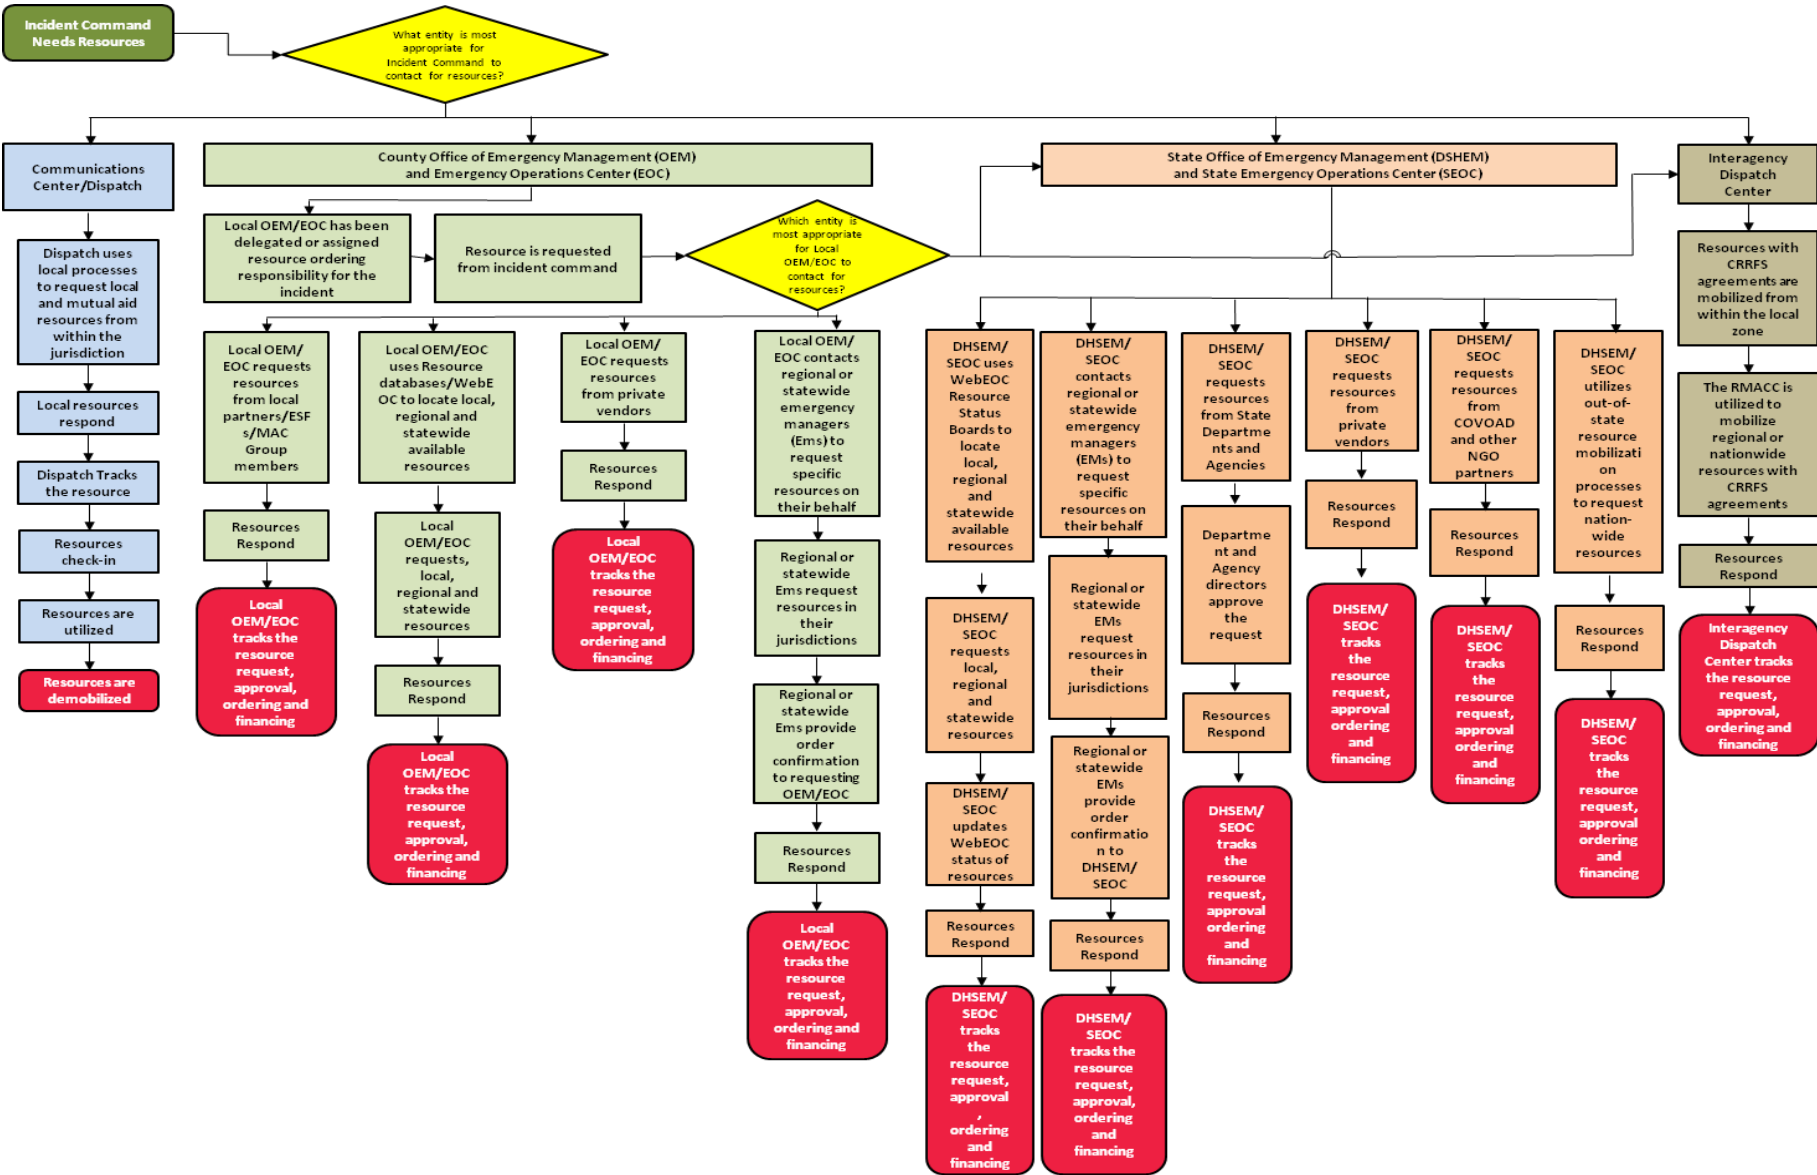 Incident Command
Needs Resources
What entity is most
appropriate for
Incident Command to
contact for resources?
Communications
Center/Dispatch
County Office of Emergency Management (OEM)
and Emergency Operations Center (EOC)
State Office of Emergency Management (DSHEM)
and State Emergency Operations Center (SEOC)
Interagency
Dispatch
Center
Local OEM/EOC has been
delegated or assigned
resource ordering
responsibility for the
incident
Resource is requested
from incident command
Which entity is
most appropriate
for Local
OEM/EOC to
contact for
resources?
Dispatch uses
local processes
to request local
and mutual aid
resources from
within the
jurisdiction
Local resources
respond
Dispatch Tracks
the resource
Resources
check-in
Resources are
utilized
Resources are
demobilized
Local OEM/
EOC requests
resources
from local
partners/ESF
s/MAC
Group
members
Resources
Respond
Local
OEM/EOC
tracks the
resource
request,
approval,
ordering and
financing
Local OEM/EOC
uses Resource
databases/WebE
OC to locate local,
regional and
statewide
available
resources
Local
OEM/EOC
requests,
local,
regional and
statewide
resources
Resources
Respond
Local
OEM/EOC
tracks the
resource
request,
approval,
ordering and
financing
Local OEM/
EOC requests
resources
from private
vendors
Resources
Respond
Local
OEM/EOC
tracks the
resource
request,
approval,
ordering and
financing
Local OEM/
EOC contacts
regional or
statewide
emergency
managers
(Ems) to
request
specific
resources on
their behalf
Regional or
statewide
Ems request
resources in
their
jurisdictions
Regional or
statewide
Ems provide
order
confirmation
to requesting
OEM/EOC
Resources
Respond
Local
OEM/EOC
tracks the
resource
request,
approval,
ordering and
financing
DHSEM/
SEOC uses
WebEOC
Resource
Status
Boards to
locate
local,
regional
and
statewide
available
resources
DHSEM/
SEOC
requests
local,
regional
and
statewide
resources
DHSEM/
SEOC
updates
WebEOC
status of
resources
Resources
Respond
DHSEM/
SEOC
tracks
the
resource
request,
approval
,
ordering
and
financing
DHSEM/
SEOC
contacts
regional or
statewide
emergency
managers
(EMs) to
request
specific
resources on
their behalf
Regional or
statewide
EMs
request
resources in
their
jurisdictions
Regional or
statewide
EMs
provide
order
confirmatio
n to
DHSEM/
SEOC
Resources
Respond
DHSEM/
SEOC
tracks the
resource
request,
approval,
ordering
and
financing
DHSEM/
SEOC
requests
resources
from State
Departme
nts and
Agencies
Departme
nt and
Agency
directors
approve
the
request
Resources
Respond
DHSEM/
SEOC
tracks
the
resource
request,
approval
ordering
and
financing
DHSEM/
SEOC
requests
resources
from
private
vendors
Resources
Respond
DHSEM/
SEOC
tracks
the
resource
request,
approval
ordering
and
financing
DHSEM/
SEOC
requests
resources
from
COVOAD
and other
NGO
partners
Resources
Respond
DHSEM/
SEOC
tracks
the
resource
request,
approval
ordering
and
financing
DHSEM/
SEOC
utilizes
out-of-
state
resource
mobilizati
on
processes
to request
nation-
wide
resources
Resources
Respond
DHSEM/
SEOC
tracks
the
resource
request,
approval
ordering
and
financing
Resources with
CRRFS
agreements are
mobilized from
within the local
zone
The RMACC is
utilized to
mobilize
regional or
nationwide
resources with
CRRFS
agreements
Resources
Respond
Interagency
Dispatch
Center tracks
the resource
request,
approval,
ordering and
financing